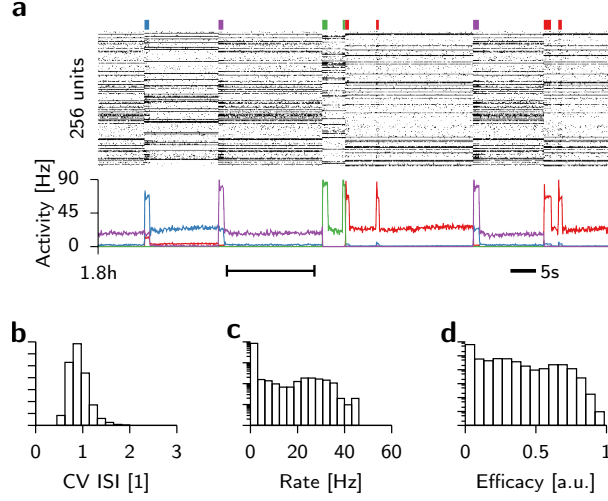 a
256 units
Activity [Hz]
90
45
0
1.8h
5s
b
c
d
0 1 2 3
0 20 40 60
0 0.5 1
CV ISI [1]
Rate [Hz]
Efficacy [a.u.]